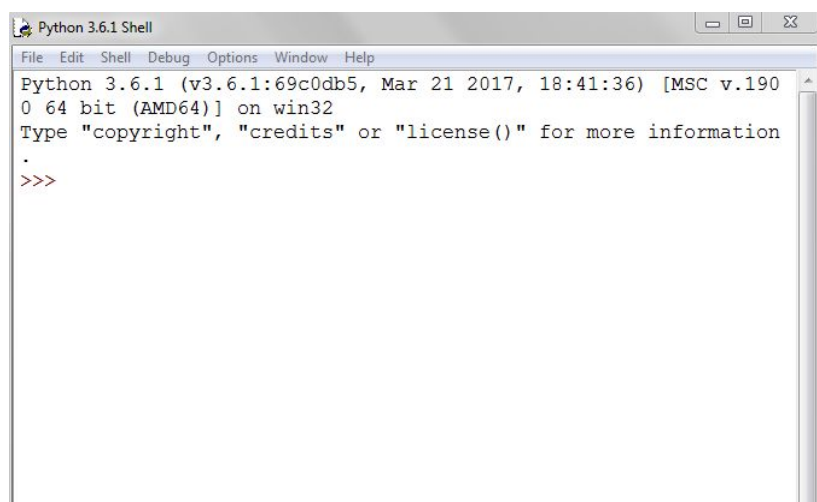 Python 3.6.1 Shell
File Edit Shell Debug Options Window Help
Python 3.6.1 (v3.6.1:69c0db5, Mar 21 2017, 18:41:36) [MSC v.190
0 64 bit (AMD64)] on win32
Type "copyright", "credits" or "license()" for more information
.
>>>